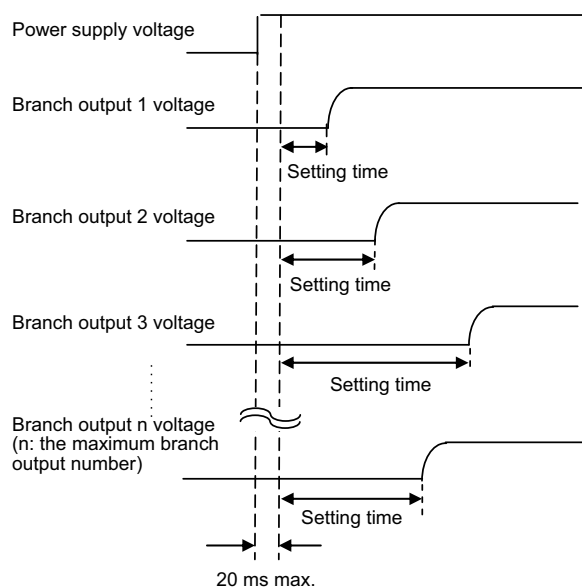 Power supply voltage
Branch output 1 voltage
Setting time
Branch output 2 voltage
Setting time
Branch output 3 voltage
Setting time
Branch output n voltage
(n: the maximum branch
output number)
Setting time
20 ms max.